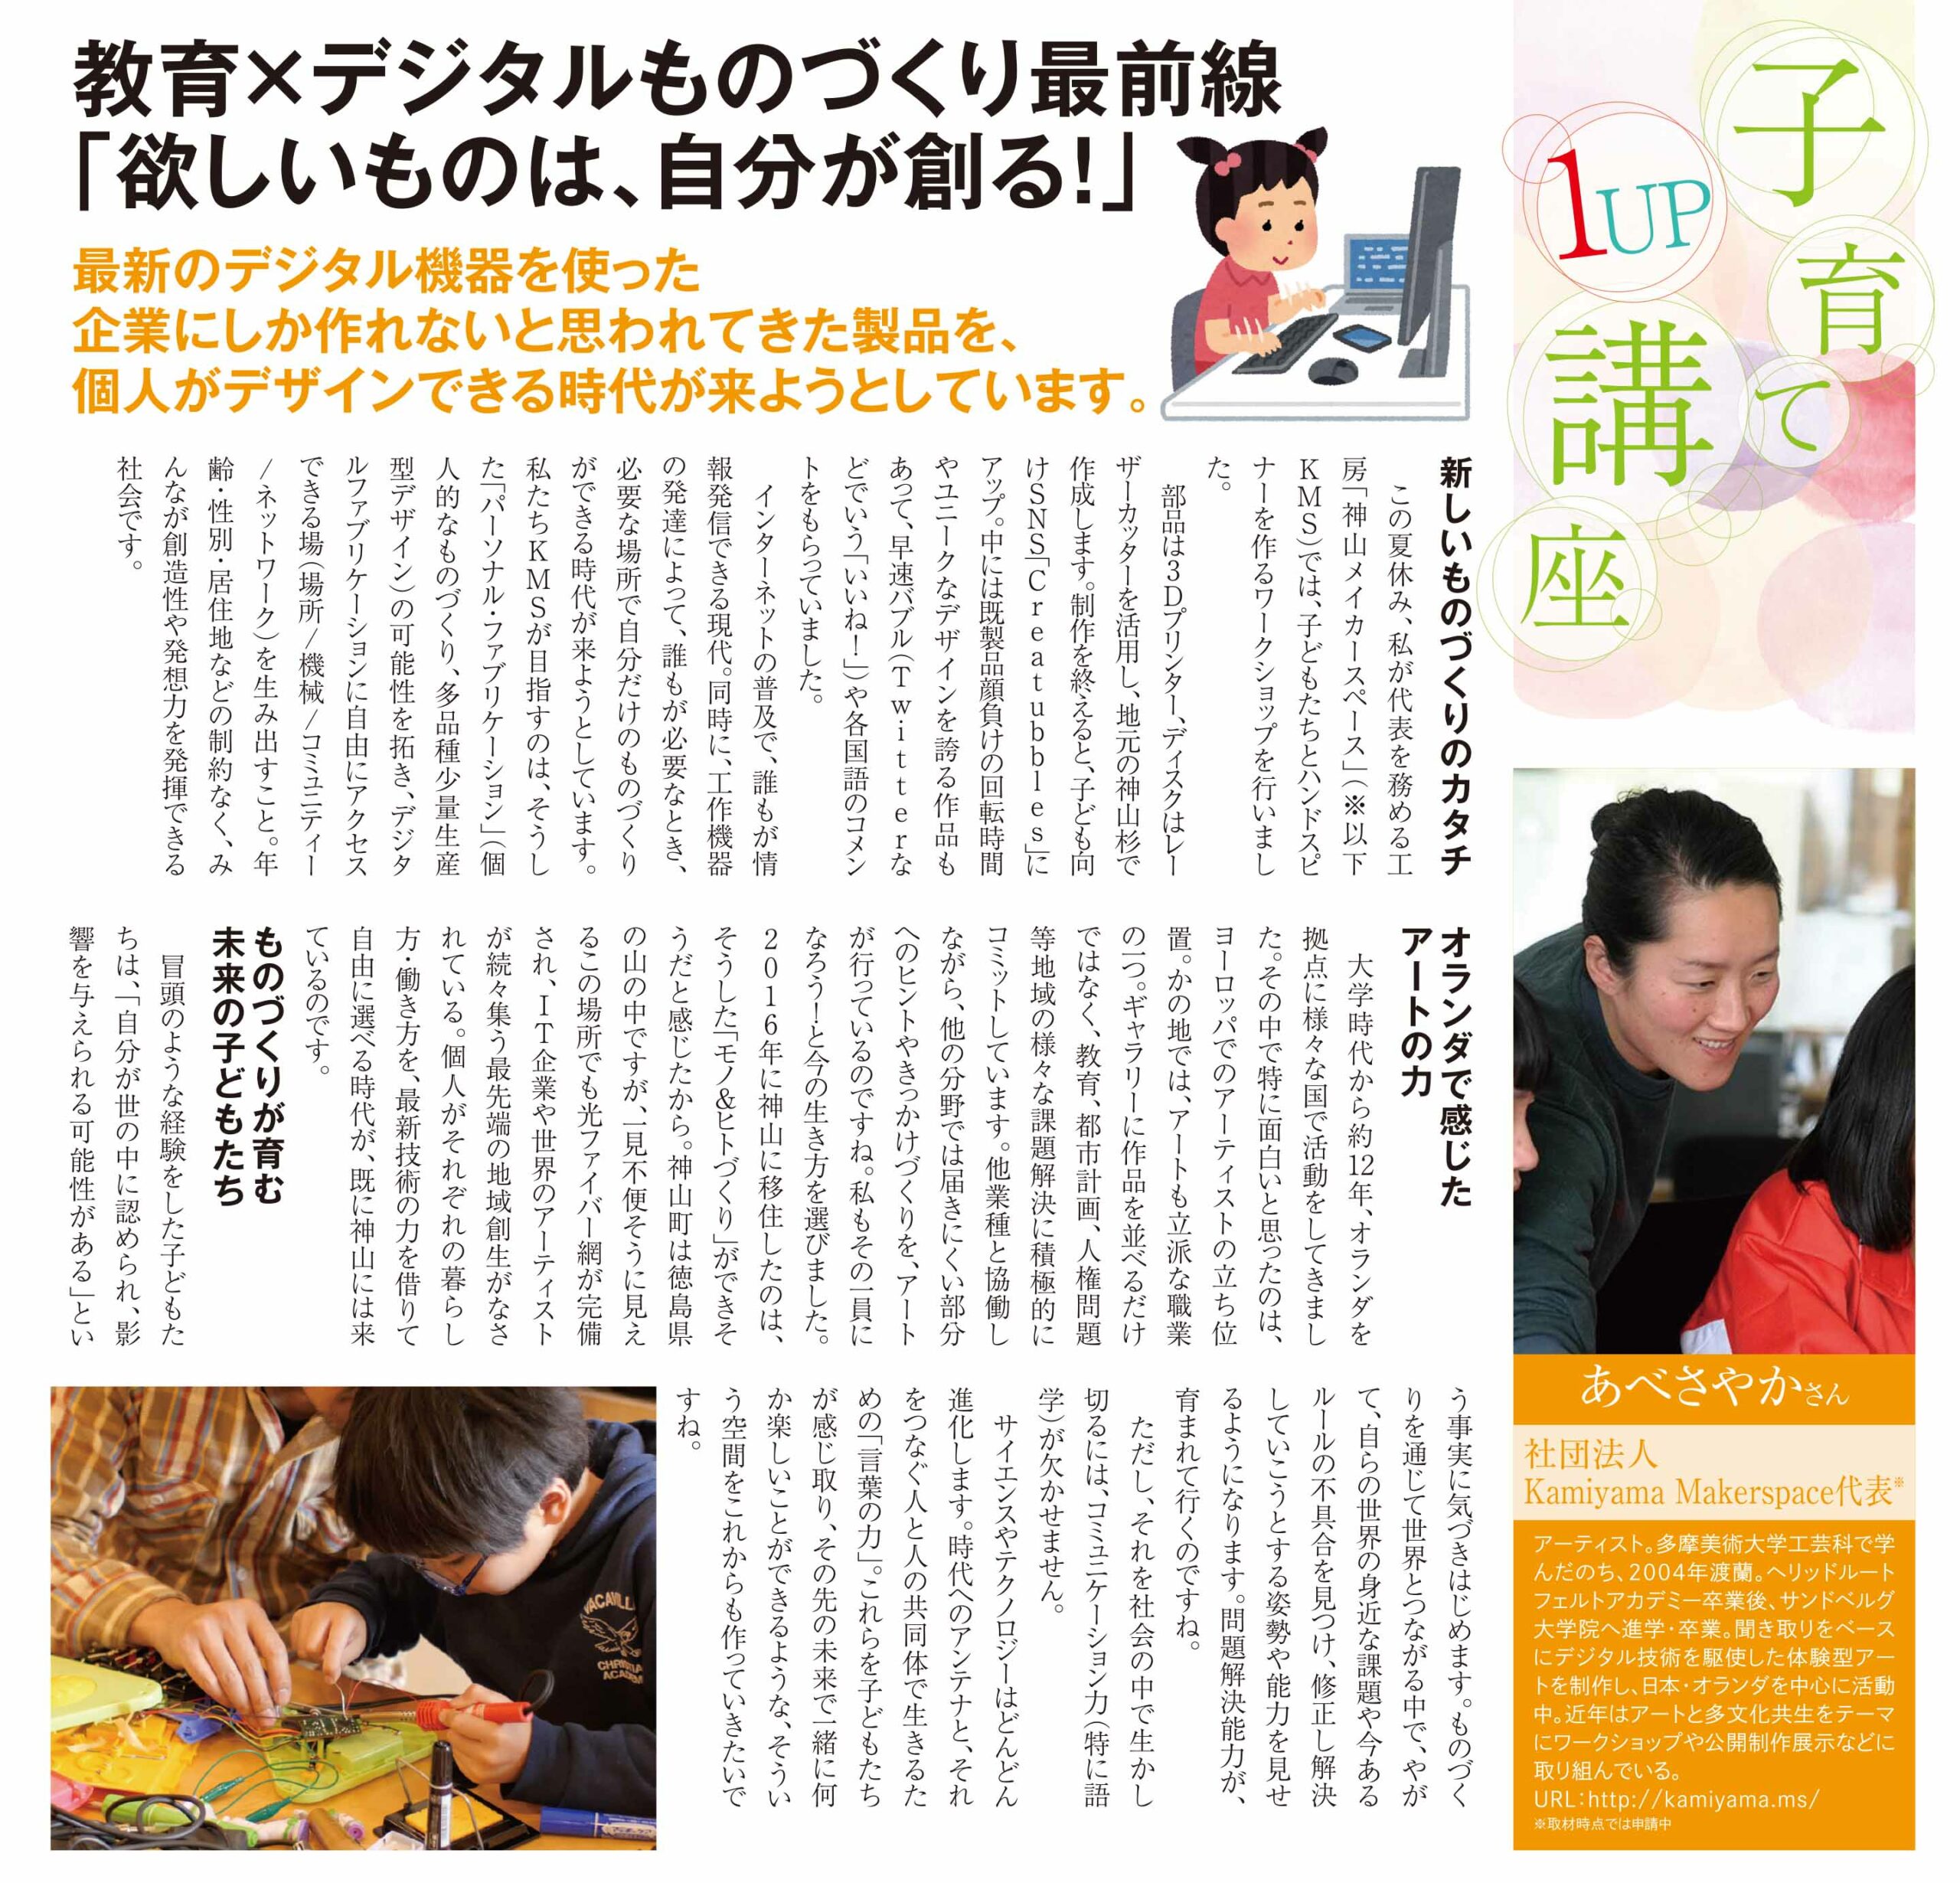 子育て
1UP
講座
教育×デジタルものづくり最前線
「欲しいものは、自分が創る!」
最新のデジタル機器を使った
企業にしか作れないと思われてきた製品を、
個人がデザインできる時代が来ようとしています。
新しいものづくりのカタチ
この夏休み、私が代表を務める工
房「神山メイカースペース」(※以下
KMS)では、子どもたちとハンドスピ
ナーを作るワークショップを行いまし
た。
部品は3Dプリンター、ディスクはレー
ザーカッターを活用し、地元の神山杉で
作成します。制作を終えると、子ども向
けSNS「Creatubbles」に
アップ。中には既製品顔負けの回転時間
やユニークなデザインを誇る作品も
あって、早速バブル(Twitterな
どでいう「いいね!」)や各国語のコメン
トをもらっていました。
インターネットの普及で、誰もが情
報発信できる現代。同時に、工作機器
の発達によって、誰もが必要なとき、
必要な場所で自分だけのものづくり
ができる時代が来ようとしています。
私たちKMSが目指すのは、そうし
た「パーソナル・ファブリケーション」(個
人的なものづくり、多品種少量生産
型デザイン)の可能性を拓き、デジタ
ルファブリケーションに自由にアクセス
できる場(場所/機械/コミュニティー
/ネットワーク)を生み出すこと。年
齢・性別・居住地などの制約なく、み
んなが創造性や発想力を発揮できる
社会です。
オランダで感じた
アートの力
大学時代から約12年、オランダを
拠点に様々な国で活動をしてきまし
た。その中で特に面白いと思ったのは、
ヨーロッパでのアーティストの立ち位
置。かの地では、アートも立派な職業
の一つ。ギャラリーに作品を並べるだけ
ではなく、教育、都市計画、人権問題
等地域の様々な課題解決に積極的に
コミットしています。他業種と協働し
ながら、他の分野では届きにくい部分
へのヒントやきっかけづくりを、アート
が行っているのですね。私もその一員に
なろう!と今の生き方を選びました。
2016年に神山に移住したのは、
そうした「モノ&ヒトづくり」ができそ
うだと感じたから。神山町は徳島県
の山の中ですが、一見不便そうに見え
るこの場所でも光ファイバー網が完備
され、IT企業や世界のアーティスト
が続々集う最先端の地域創生がなさ
れている。個人がそれぞれの暮らし
方・働き方を、最新技術の力を借りて
自由に選べる時代が、既に神山には来
ているのです。
ものづくりが育む
未来の子どもたち
冒頭のような経験をした子どもた
ちは、「自分が世の中に認められ、影
響を与えられる可能性がある」とい
う事実に気づきはじめます。ものづく
りを通じて世界とつながる中で、やが
て、自らの世界の身近な課題や今ある
ルールの不具合を見つけ、修正し解決
していこうとする姿勢や能力を見せ
るようになります。問題解決能力が、
育まれて行くのですね。
ただし、それを社会の中で生かし
切るには、コミュニケーション力(特に語
学)が欠かせません。
サイエンスやテクノロジーはどんどん
進化します。時代へのアンテナと、それ
をつなぐ人と人の共同体で生きるた
めの「言葉の力」。これらを子どもたち
が感じ取り、その先の未来で一緒に何
か楽しいことができるような、そうい
う空間をこれからも作っていきたいで
すね。
あべさやかさん
社団法人
Kamiyama Makerspace代表※
アーティスト。多摩美術大学工芸科で学
んだのち、2004年渡蘭。ヘリッドルート
フェルトアカデミー卒業後、サンドベルグ
大学院へ進学・卒業。聞き取りをベース
にデジタル技術を駆使した体験型アー
トを制作し、日本・オランダを中心に活動
中。近年はアートと多文化共生をテーマ
にワークショップや公開制作展示などに
取り組んでいる。
URL:http://kamiyama.ms/
※取材時点では申請中